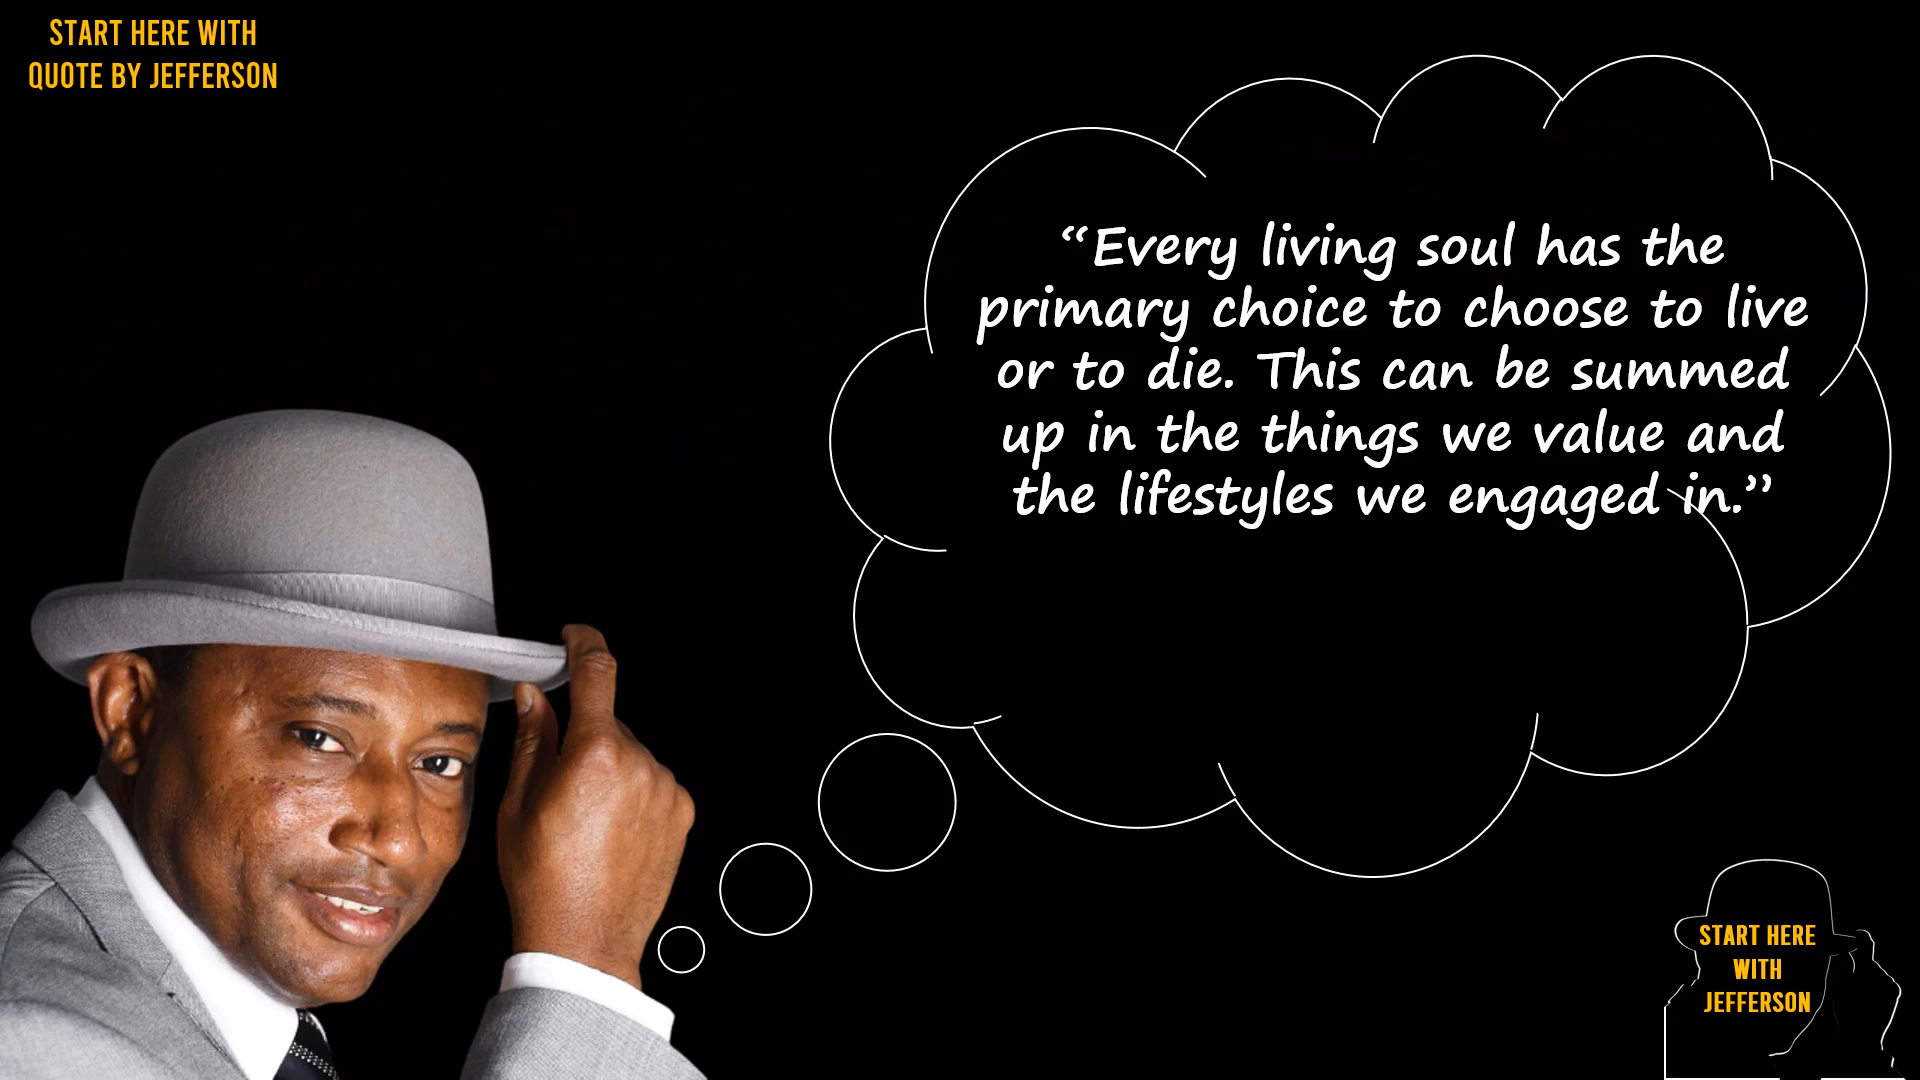 START HERE WITH
QUOTE BY JEFFERSON
“Every living soul has the
primary choice to choose to live
or to die. This can be summed
up in the things we value and
the lifestyles we engaged in.”
START HERE
WITH
JEFFERSON